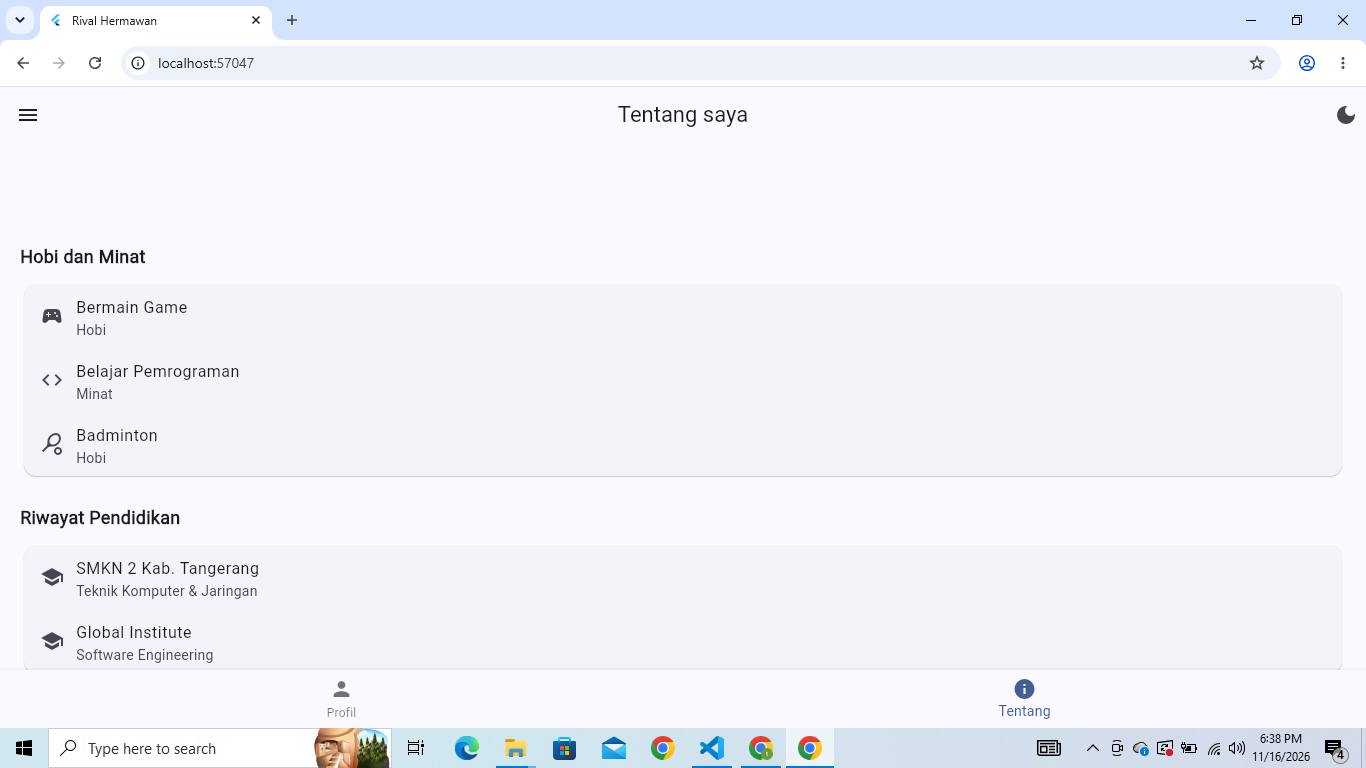 Rival Hermawan
localhost:57047
Tentang saya
Hobi dan Minat
Bermain Game
Hobi
Belajar Pemrograman
Minat
Badminton
Hobi
Riwayat Pendidikan
SMKN 2 Kab. Tangerang
Teknik Komputer & Jaringan
Global Institute
Software Engineering
Profil
Tentang
Type here to search
6:38 PM
11/16/2026
4